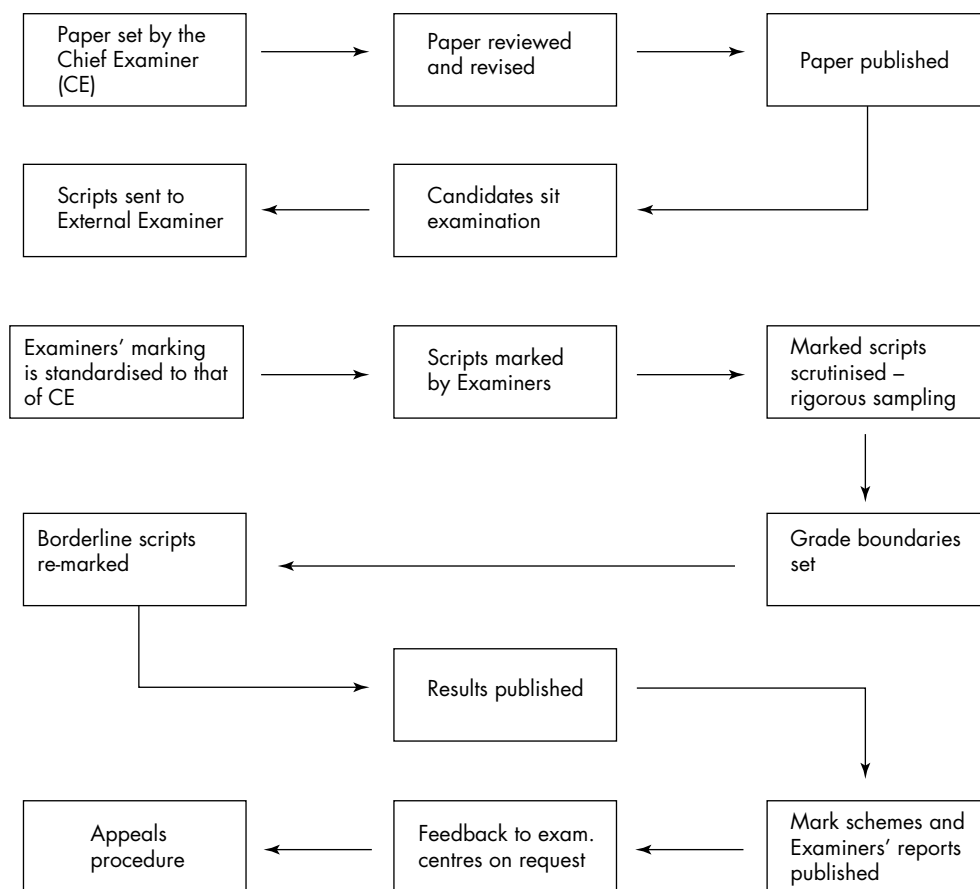 Paper set by the
Chief Examiner
(CE)
Paper reviewed
and revised
Paper published
Scripts sent to
External Examiner
Candidates sit
examination
Examiners’ marking
is standardised to that
of CE
Scripts marked
by Examiners
Marked scripts
scrutinised –
rigorous sampling
Borderline scripts
re-marked
Grade boundaries
set
Results published
Appeals
procedure
Feedback to exam.
centres on request
Mark schemes and
Examiners’ reports
published